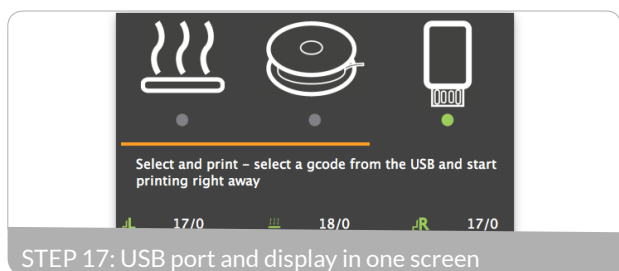 Select and print – select a gcode from the USB and start
printing right away
L 17/0 18/0 R 17/0
STEP 17: USB port and display in one screen